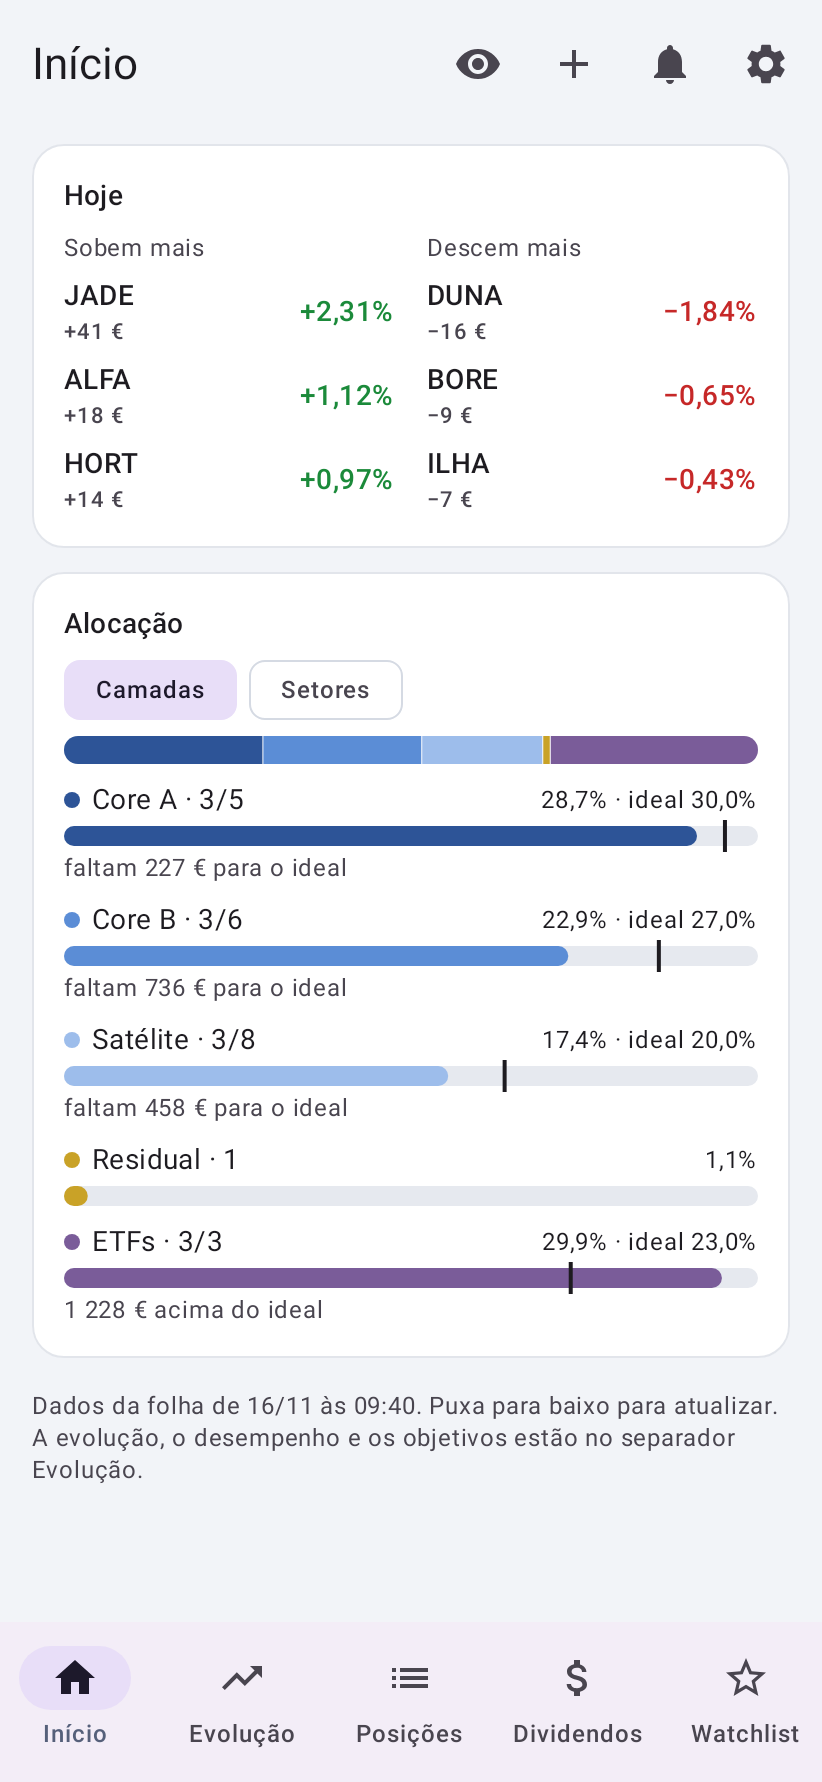 Início
Hoje
Sobem mais
Descem mais
JADE
+41 €
+2,31%
DUNA
−16 €
−1,84%
ALFA
+18 €
+1,12%
BORE
−9 €
−0,65%
HORT
+14 €
+0,97%
ILHA
−7 €
−0,43%
Alocação
Camadas
Setores
Core A · 3/5
28,7% · ideal 30,0%
faltam 227 € para o ideal
Core B · 3/6
22,9% · ideal 27,0%
faltam 736 € para o ideal
Satélite · 3/8
17,4% · ideal 20,0%
faltam 458 € para o ideal
Residual · 1
1,1%
ETFs · 3/3
29,9% · ideal 23,0%
1 228 € acima do ideal
Dados da folha de 16/11 às 09:40. Puxa para baixo para atualizar.
A evolução, o desempenho e os objetivos estão no separador
Evolução.
Início
Evolução
Posições
Dividendos
Watchlist